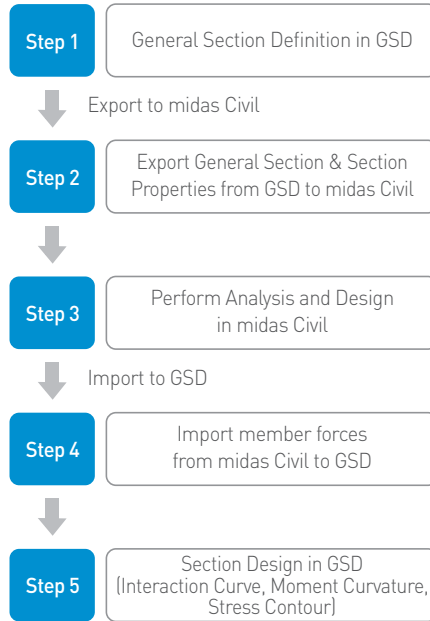 Step 1
General Section Definition in GSD
Export to midas Civil
Step 2
Export General Section & Section
Properties from GSD to midas Civil
Step 3
Perform Analysis and Design
in midas Civil
Import to GSD
Step 4
Import member forces
from midas Civil to GSD
Step 5
Section Design in GSD
(Interaction Curve, Moment Curvature,
Stress Contour)